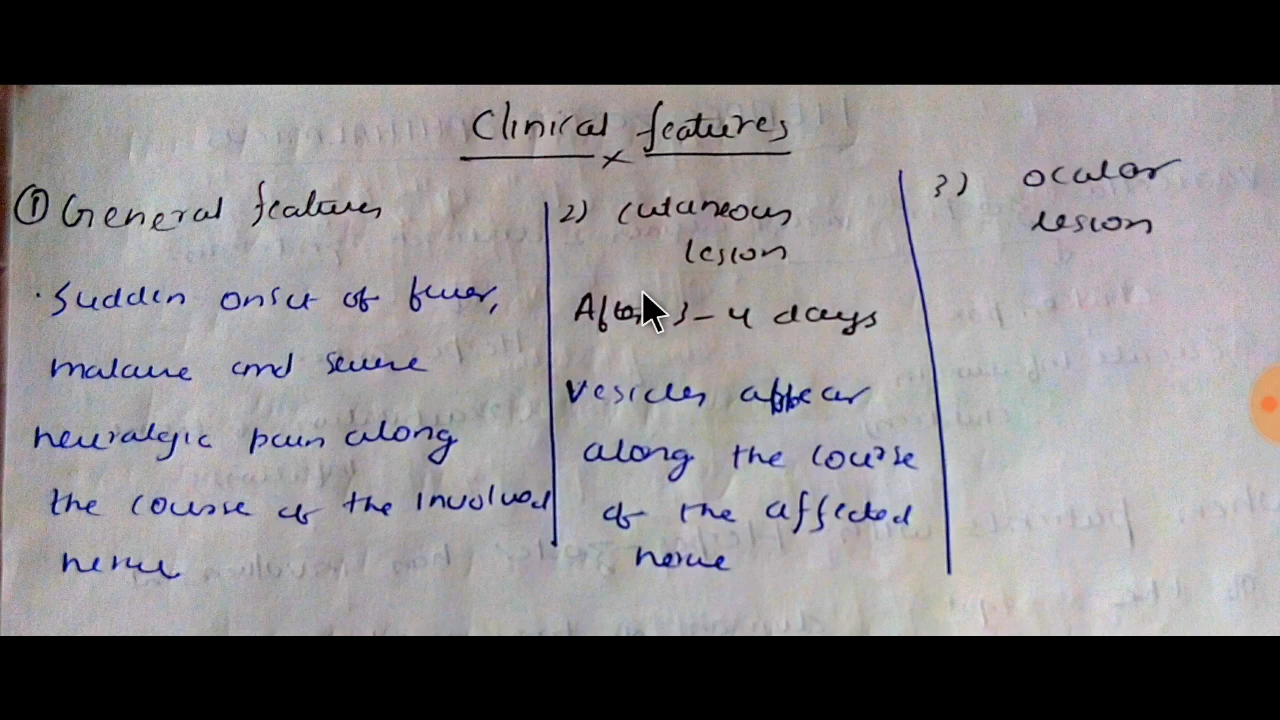 Clinical features
① General features
· Sudden onset of fever,
malaise and severe
neuralgic pain along
the course of the involved
nerve
2) cutaneous
lesion
After 3-4 days
vesicles appear
along the course
of the affected
nerve
3) ocular
lesion